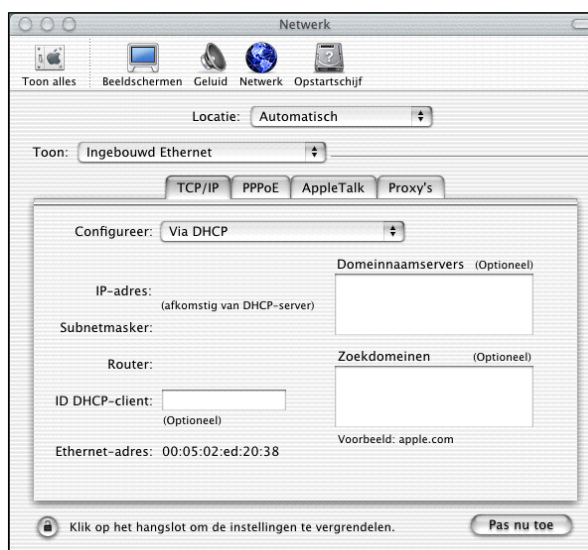 Netwerk
Toon alles
Beeldschermen
Geluid
Netwerk
Opstartschijf
Locatie: Automatisch
Toon: Ingebouwd Ethernet
TCP/IP
PPPoE
AppleTalk
Proxy's
Configureer: Via DHCP
Domeinnaamservers (Optioneel)
IP-adres:
(afkomstig van DHCP-server)
Subnetmasker:
Router:
Zoekdomeinen (Optioneel)
ID DHCP-client:
(Optioneel)
Voorbeeld: apple.com
Ethernet-adres: 00:05:02:ed:20:38
Klik op het hangslot om de instellingen te vergrendelen.
Pas nu toe